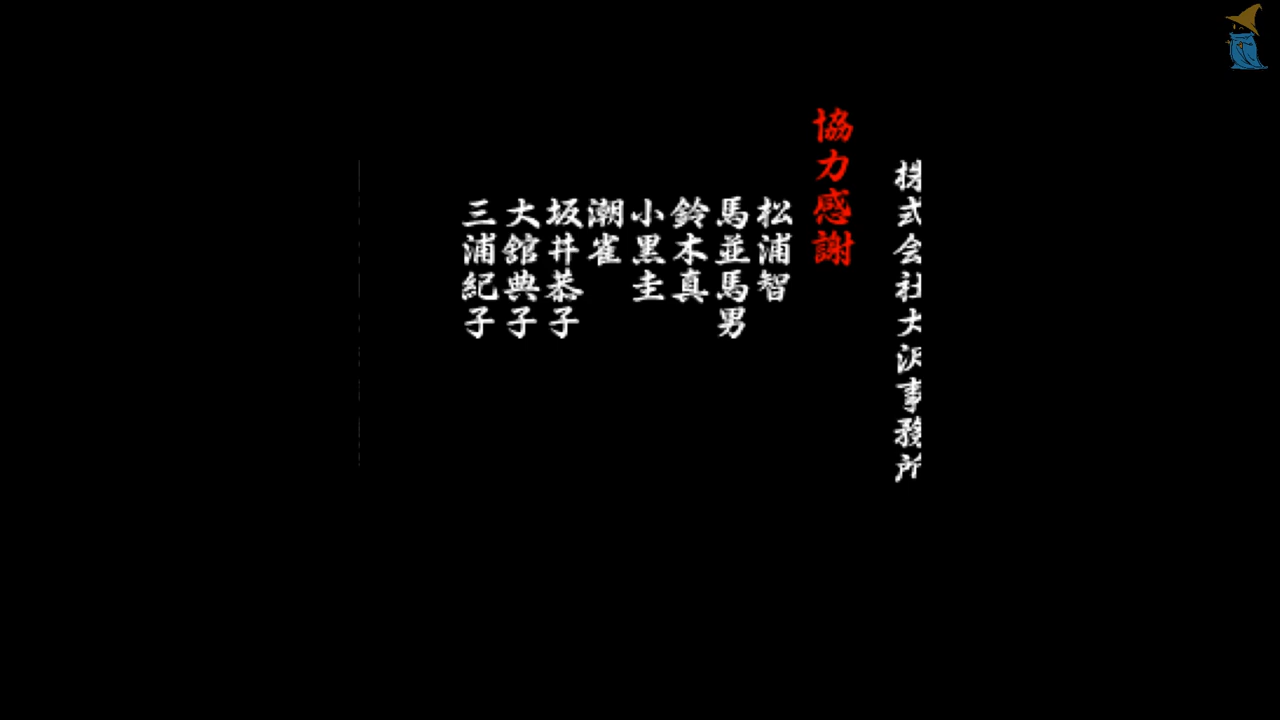 株式会社大沢事務所
協力感謝
松浦智
馬並馬男
鈴木真
小黒圭
潮雀
坂井恭子
大舘典子
三浦紀子